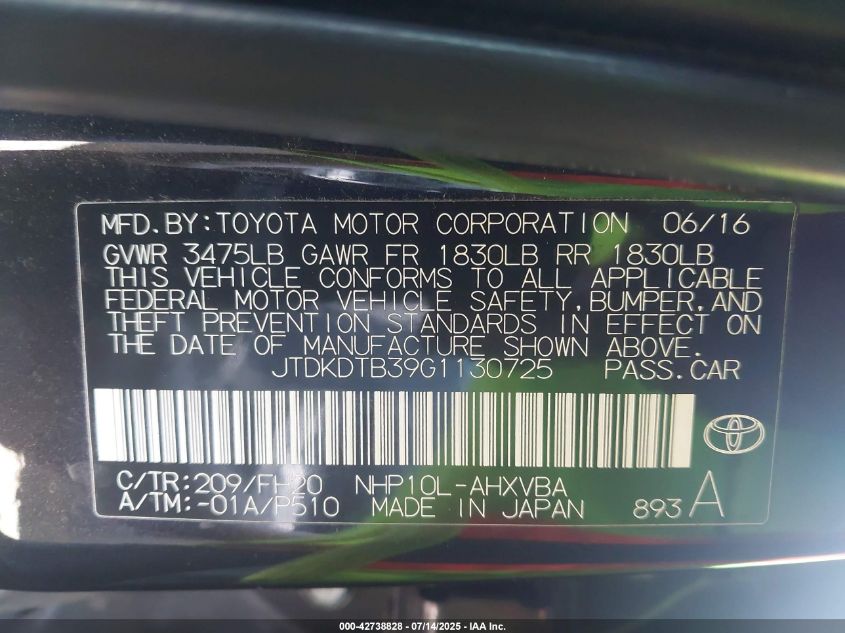 MFD.BY:TOYOTA MOTOR CORPORATION 06/16
GVWR 3475LB GAWR FR 1830LB RR 1830LB
THIS VEHICLE CONFORMS TO ALL APPLICABLE
FEDERAL MOTOR VEHICLE SAFETY,BUMPER,AND
THEFT PREVENTION STANDARDS IN EFFECT ON
THE DATE OF MANUFACTURE SHOWN ABOVE.
JTDKDTB39G1130725 PASS.CAR
C/TR:209/FH20 NHP10L-AHXVBA
A/TM:-01A/P510 MADE IN JAPAN 893 A
000-42738828 - 07/14/2025 - IAA Inc.